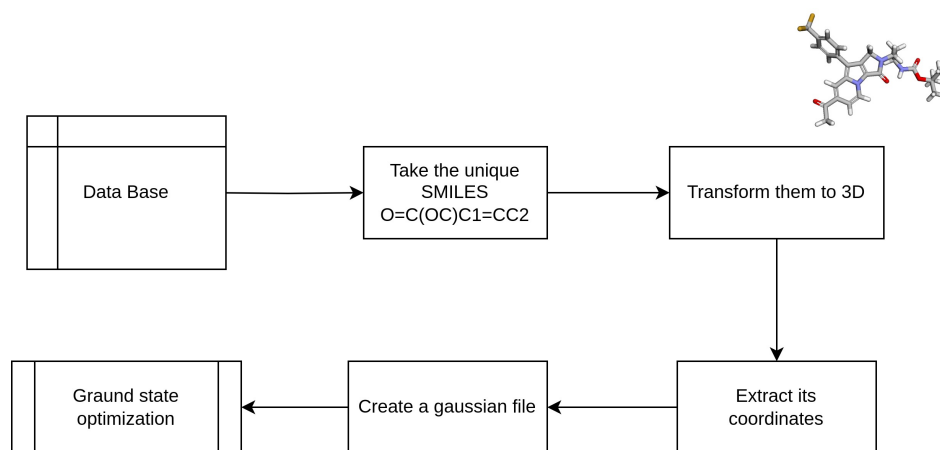 Data Base
Take the unique
SMILES
O=C(OC)C1=CC2
Transform them to 3D
Extract its
coordinates
Create a gaussian file
Ground state
optimization